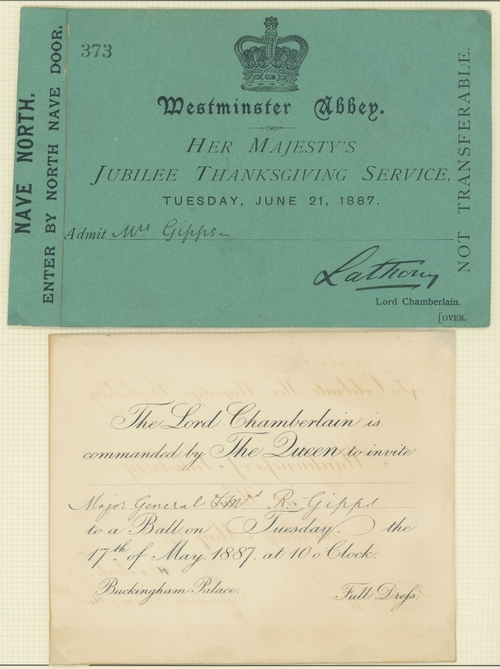 NAVE NORTH.
ENTER BY NORTH NAVE DOOR.
373
Westminster Abbey.
HER MAJESTY'S
JUBILEE THANKSGIVING SERVICE,
TUESDAY, JUNE 21, 1887.
Admit Mrs Gipps
Lathom
Lord Chamberlain.
[OVER.
NOT TRANSFERABLE.
The Lord Chamberlain is
commanded by The Queen to invite
Major General & Mrs R. Gipps
to a Ball on Tuesday, the
17th of May, 1887, at 10 o'Clock.
Buckingham Palace.
Full Dress.